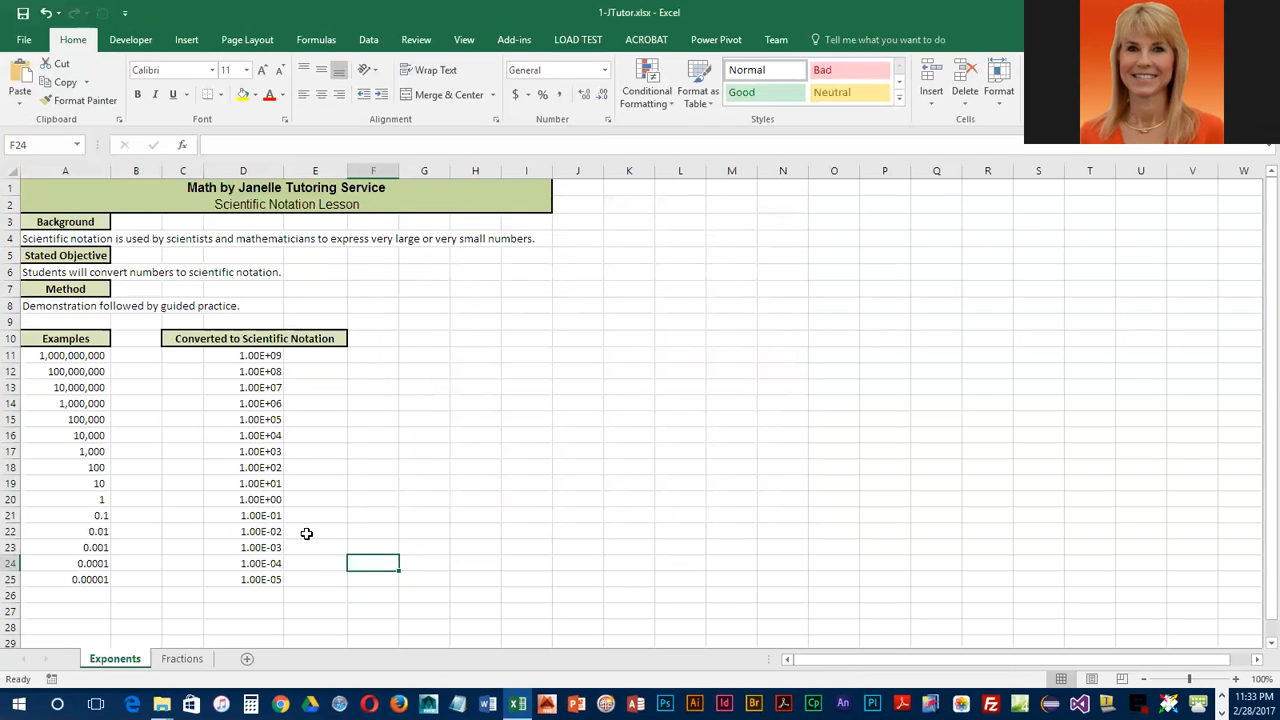 1-JTutor.xlsx - Excel
File Home Developer Insert Page Layout Formulas Data Review View Add-ins LOAD TEST ACROBAT Power Pivot Team Tell me what you want to do
Paste
Cut
Copy
Format Painter
Clipboard
Calibri 11
B I U
Font
Wrap Text
Merge & Center
Alignment
General
$ % ,
Number
Conditional Formatting
Format as Table
Normal Bad
Good Neutral
Styles
Insert Delete Format
Cells
F24
fx
A B C D E F G H I J K L M N O P Q R S T U V W
1 Math by Janelle Tutoring Service
2 Scientific Notation Lesson
3 Background
4 Scientific notation is used by scientists and mathematicians to express very large or very small numbers.
5 Stated Objective
6 Students will convert numbers to scientific notation.
7 Method
8 Demonstration followed by guided practice.
9
10 Examples Converted to Scientific Notation
11 1,000,000,000 1.00E+09
12 100,000,000 1.00E+08
13 10,000,000 1.00E+07
14 1,000,000 1.00E+06
15 100,000 1.00E+05
16 10,000 1.00E+04
17 1,000 1.00E+03
18 100 1.00E+02
19 10 1.00E+01
20 1 1.00E+00
21 0.1 1.00E-01
22 0.01 1.00E-02
23 0.001 1.00E-03
24 0.0001 1.00E-04
25 0.00001 1.00E-05
26
27
28
29
Exponents Fractions
Ready 100%
11:33 PM
2/28/2017